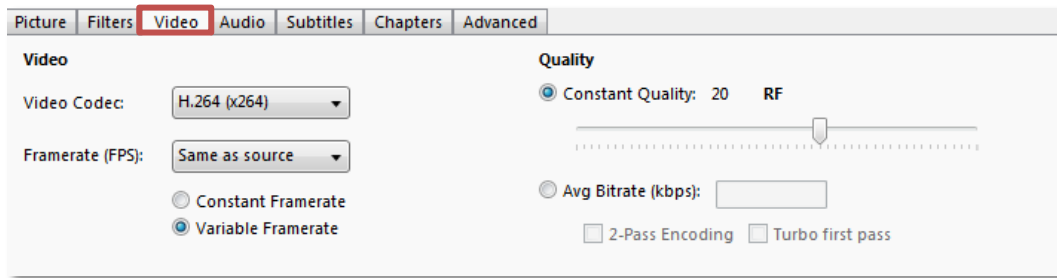 Picture Filters Video Audio Subtitles Chapters Advanced
Video
Video Codec: H.264 (x264)
Framerate (FPS): Same as source
Constant Framerate
Variable Framerate
Quality
Constant Quality: 20 RF
Avg Bitrate (kbps):
2-Pass Encoding Turbo first pass